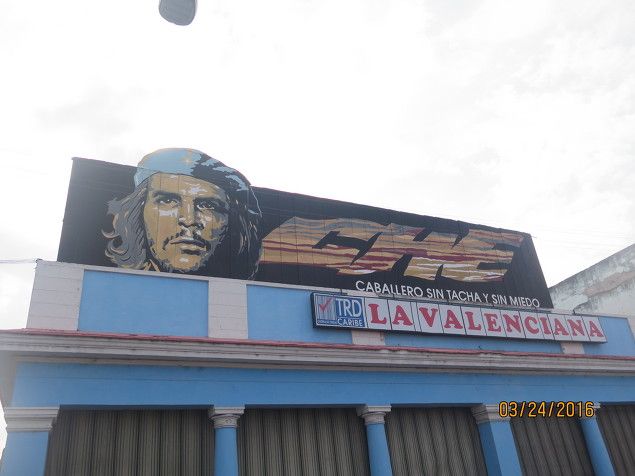 CHE
CABALLERO SIN TACHA Y SIN MIEDO
TRD
CARIBE
LA VALENCIANA
03/24/2016